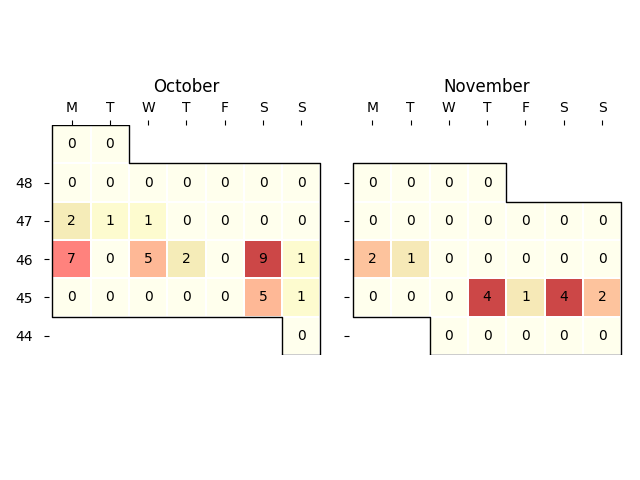 October November
M T W T F S S M T W T F S S
0 0
48 0 0 0 0 0 0 0 0 0 0 0
47 2 1 1 0 0 0 0 0 0 0 0 0 0 0
46 7 0 5 2 0 9 1 2 1 0 0 0 0 0
45 0 0 0 0 0 5 1 0 0 0 4 1 4 2
44 0 0 0 0 0 0